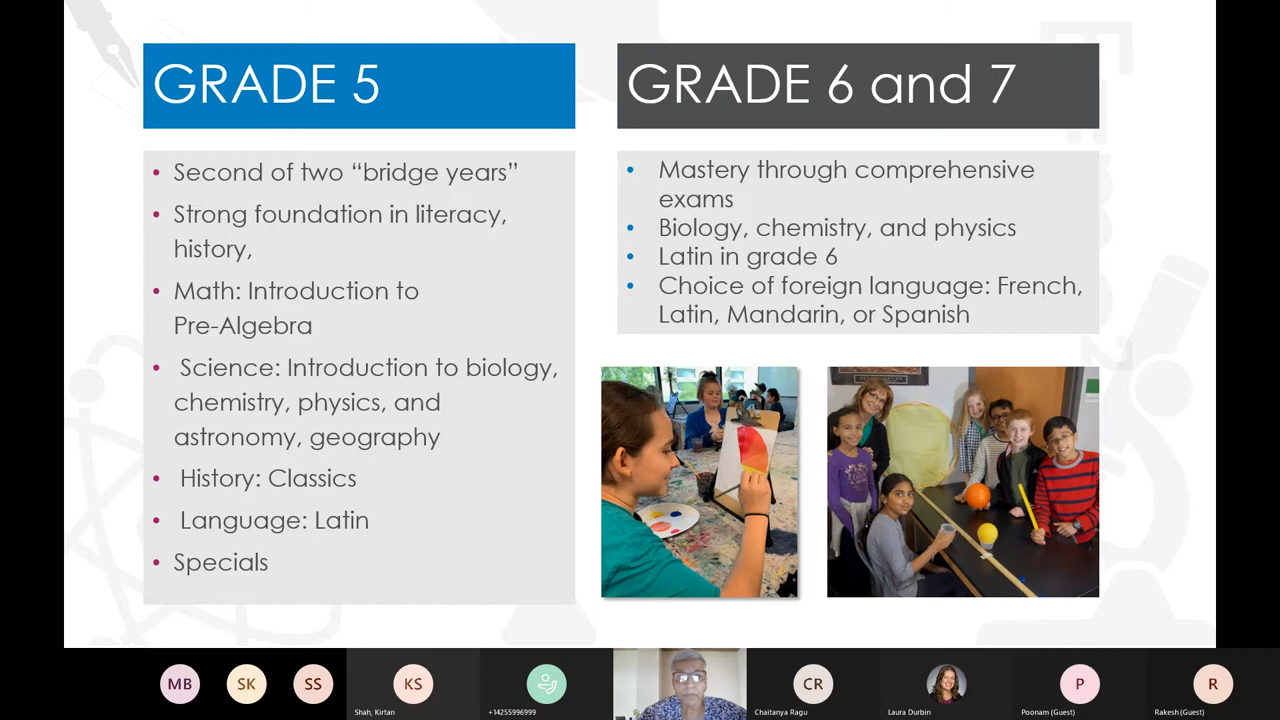 GRADE 5
Second of two “bridge years”
Strong foundation in literacy,
history,
Math: Introduction to
Pre-Algebra
Science: Introduction to biology,
chemistry, physics, and
astronomy, geography
History: Classics
Language: Latin
Specials
GRADE 6 and 7
Mastery through comprehensive
exams
Biology, chemistry, and physics
Latin in grade 6
Choice of foreign language: French,
Latin, Mandarin, or Spanish
MB
SK
SS
KS
Shah, Kirtan
+14255996999
CR
Chaitanya Ragu
Laura Durbin
P
Poonam (Guest)
R
Rakesh (Guest)